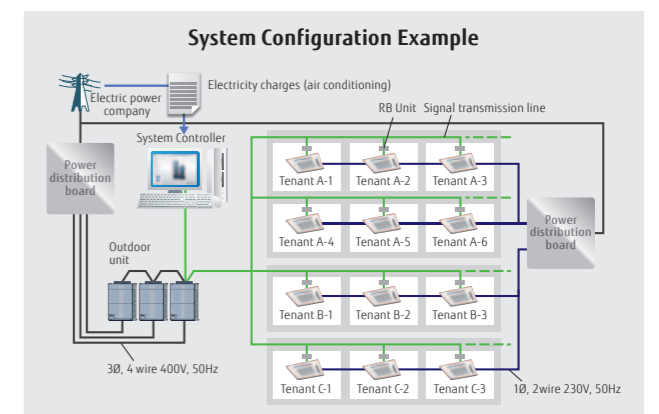 System Configuration Example
Electricity charges (air conditioning)
Electric power
company
RB Unit
Signal transmission line
System Controller
Power
distribution
board
Tenant A-1
Tenant A-2
Tenant A-3
Tenant A-4
Tenant A-5
Tenant A-6
Power
distribution
board
Outdoor
unit
Tenant B-1
Tenant B-2
Tenant B-3
3Ø, 4 wire 400V, 50Hz
Tenant C-1
Tenant C-2
Tenant C-3
1Ø, 2wire 230V, 50Hz